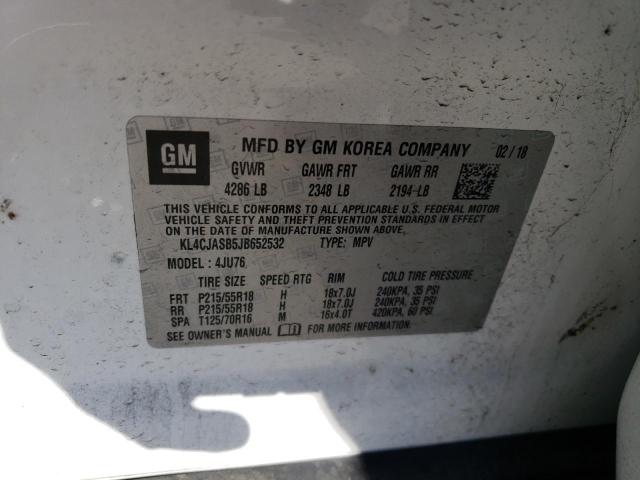 GM
MFD BY GM KOREA COMPANY 02/18
GVWR GAWR FRT GAWR RR
4286 LB 2348 LB 2194 LB
THIS VEHICLE CONFORMS TO ALL APPLICABLE U.S. FEDERAL MOTOR
VEHICLE SAFETY AND THEFT PREVENTION STANDARDS IN EFFECT ON THE
DATE OF MANUFACTURE SHOWN ABOVE.
KL4CJASB5JB652532 TYPE: MPV
MODEL : 4JU76
TIRE SIZE SPEED RTG RIM COLD TIRE PRESSURE
FRT P215/55R18 H 18x7.0J 240KPA, 35 PSI
RR P215/55R18 H 18x7.0J 240KPA, 35 PSI
SPA T125/70R16 M 16x4.0T 420KPA, 60 PSI
SEE OWNER'S MANUAL FOR MORE INFORMATION.